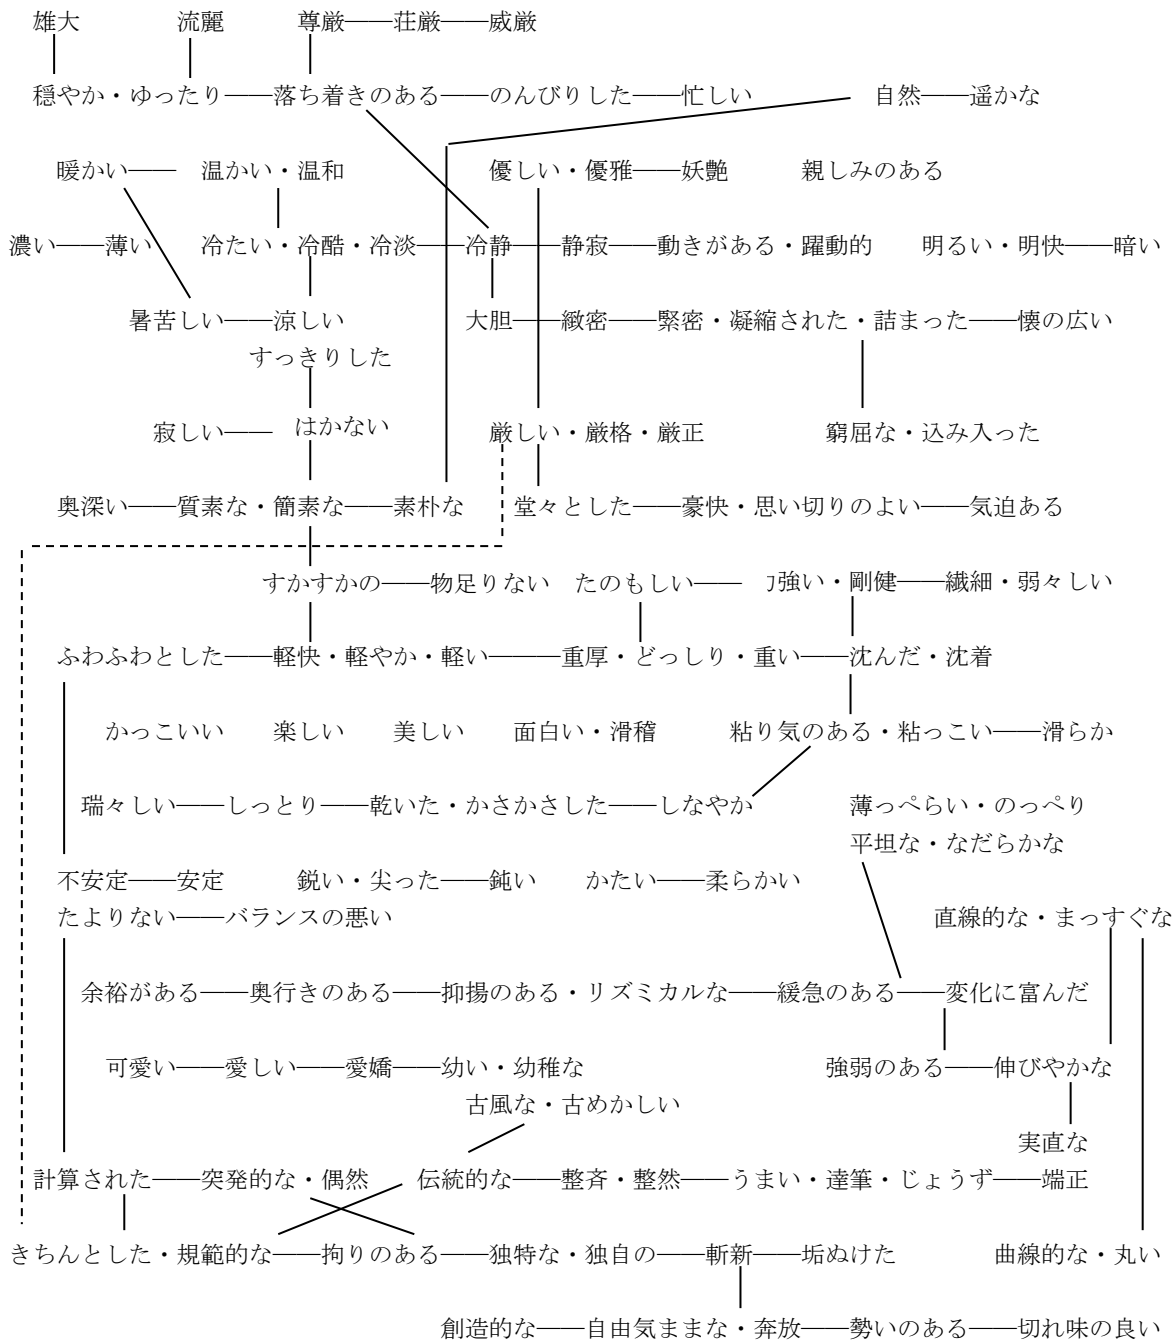 雄大　流麗　尊厳――荘厳――威厳
穏やか・ゆったり――落ち着きのある――のんびりした――忙しい　自然――遥かな
暖かい――　温かい・温和　優しい・優雅――妖艶　親しみのある
濃い――薄い　冷たい・冷酷・冷淡――冷静――静寂――動きがある・躍動的　明るい・明快――暗い
暑苦しい――涼しい　大胆――緻密――緊密・凝縮された・詰まった――懐の広い
すっきりした
寂しい――　はかない　厳しい・厳格・厳正　窮屈な・込み入った
奥深い――質素な・簡素な――素朴な　堂々とした――豪快・思い切りのよい――気迫ある
すかすかの――物足りない　たのもしい――　力強い・剛健――繊細・弱々しい
ふわふわとした――軽快・軽やか・軽い―――重厚・どっしり・重い――沈んだ・沈着
かっこいい　楽しい　美しい　面白い・滑稽　粘り気のある・粘っこい――滑らか
瑞々しい――しっとり――乾いた・かさかさした――しなやか　薄っぺらい・のっぺり
平坦な・なだらかな
不安定――安定　鋭い・尖った――鈍い　かたい――柔らかい
たよりない――バランスの悪い　直線的な・まっすぐな
余裕がある――奥行きのある――抑揚のある・リズミカルな――緩急のある――変化に富んだ
可愛い――愛しい――愛嬌――幼い・幼稚な　強弱のある――伸びやかな
古風な・古めかしい
実直な
計算された――突発的な・偶然　伝統的な――整斉・整然――うまい・達筆・じょうず――端正
きちんとした・規範的な――拘りのある――独特な・独自の――斬新――垢ぬけた　曲線的な・丸い
創造的な――自由気ままな・奔放――勢いのある――切れ味の良い